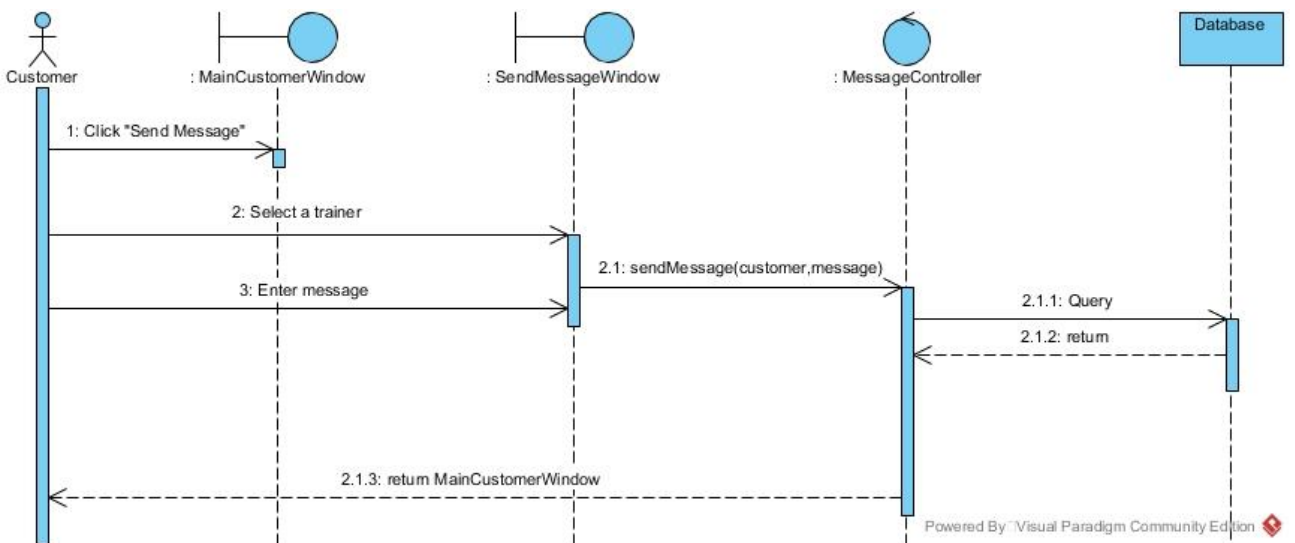 Customer
: MainCustomerWindow
: SendMessageWindow
: MessageController
Database
1: Click "Send Message"
2: Select a trainer
2.1: sendMessage(customer,message)
3: Enter message
2.1.1: Query
2.1.2: return
2.1.3: return MainCustomerWindow
Powered By Visual Paradigm Community Edition